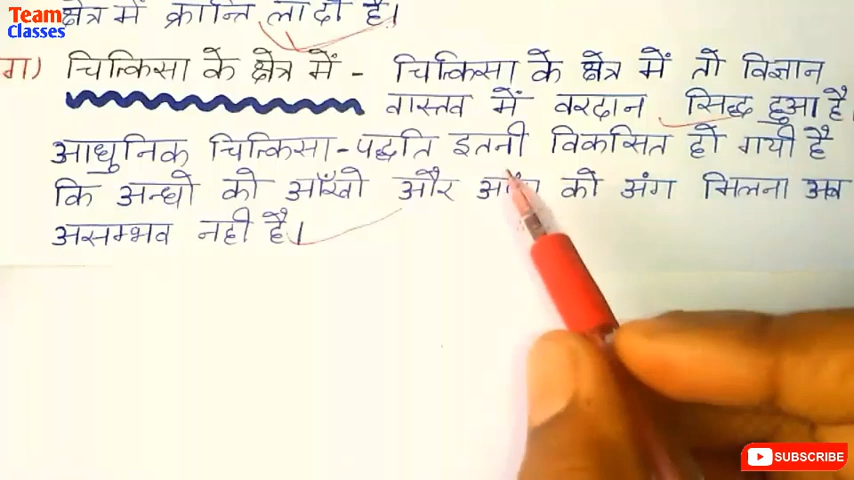 Team
Classes
क्षेत्र में क्रान्ति ला दी है।
ग) चिकित्सा के क्षेत्र में - चिकित्सा के क्षेत्र में तो विज्ञान
वास्तव में वरदान सिद्ध हुआ है।
आधुनिक चिकित्सा-पद्धति इतनी विकसित हो गयी है
कि अन्धो को आँखो और को अंग मिलना अब
असम्भव नही है।
SUBSCRIBE